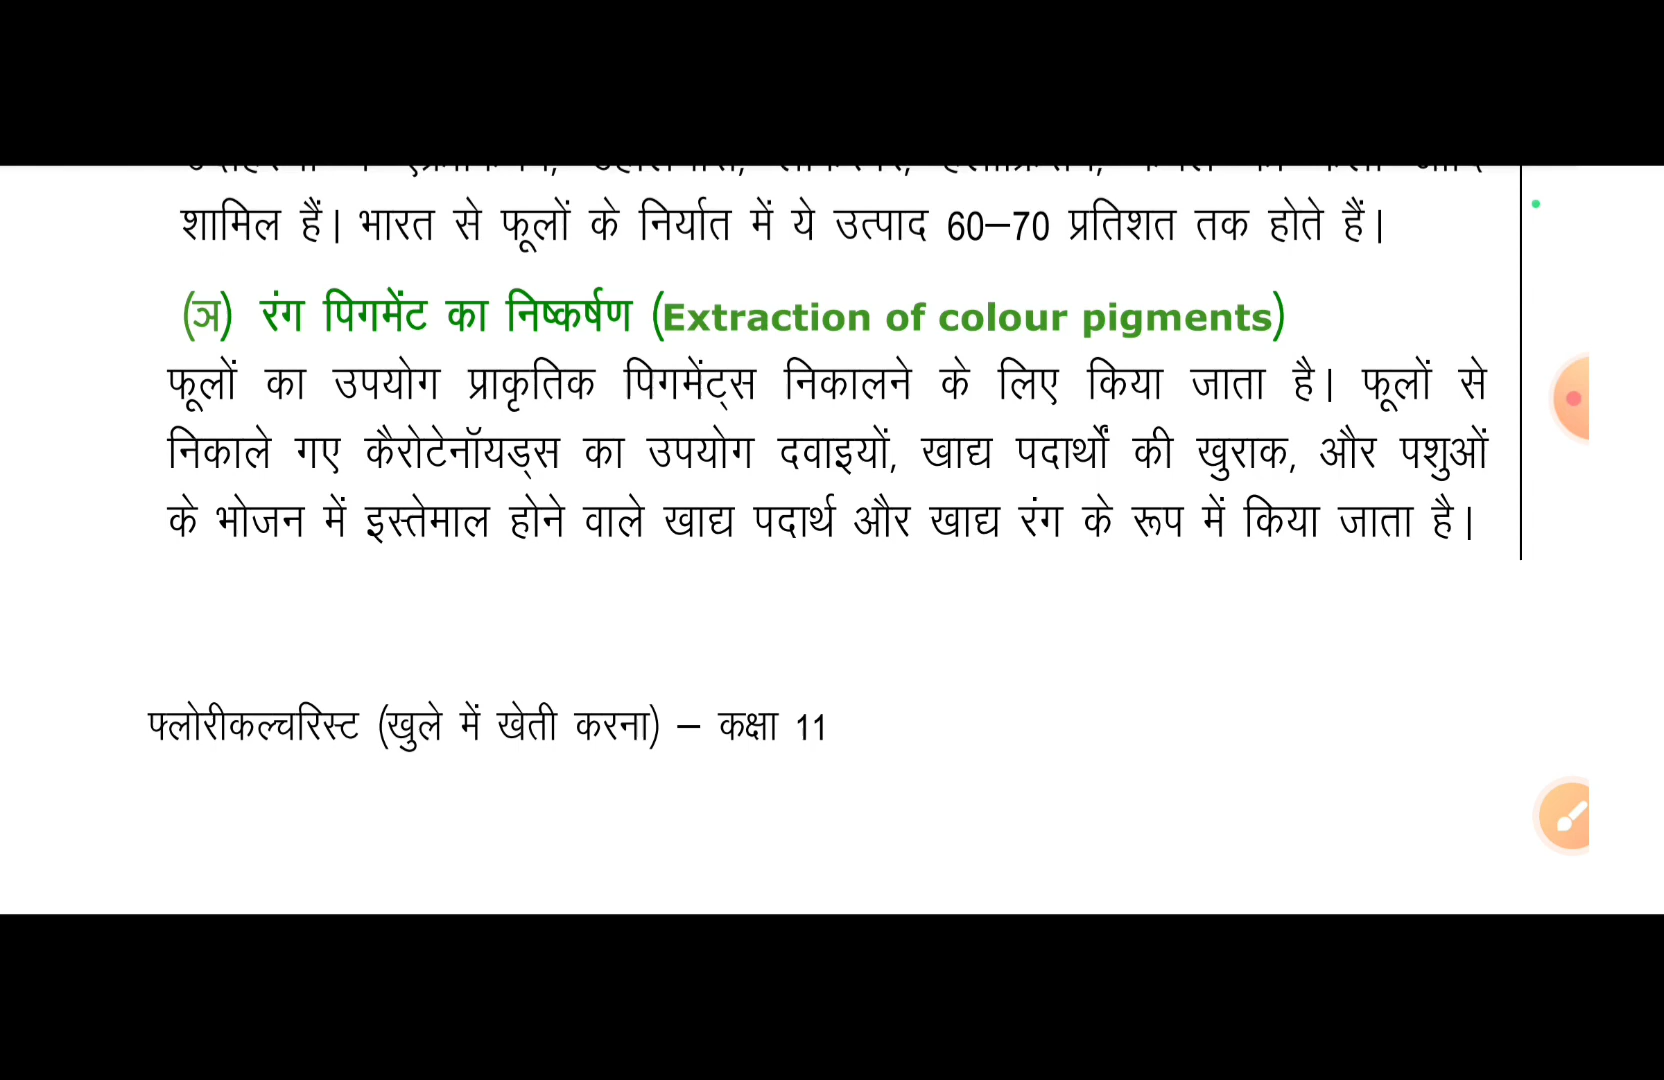 शामिल हैं। भारत से फूलों के निर्यात में ये उत्पाद 60–70 प्रतिशत तक होते हैं।
(ञ) रंग पिगमेंट का निष्कर्षण (Extraction of colour pigments)
फूलों का उपयोग प्राकृतिक पिगमेंट्स निकालने के लिए किया जाता है। फूलों से
निकाले गए कैरोटेनॉयड्स का उपयोग दवाइयों, खाद्य पदार्थों की खुराक, और पशुओं
के भोजन में इस्तेमाल होने वाले खाद्य पदार्थ और खाद्य रंग के रूप में किया जाता है।
फ्लोरीकल्चरिस्ट (खुले में खेती करना) – कक्षा 11